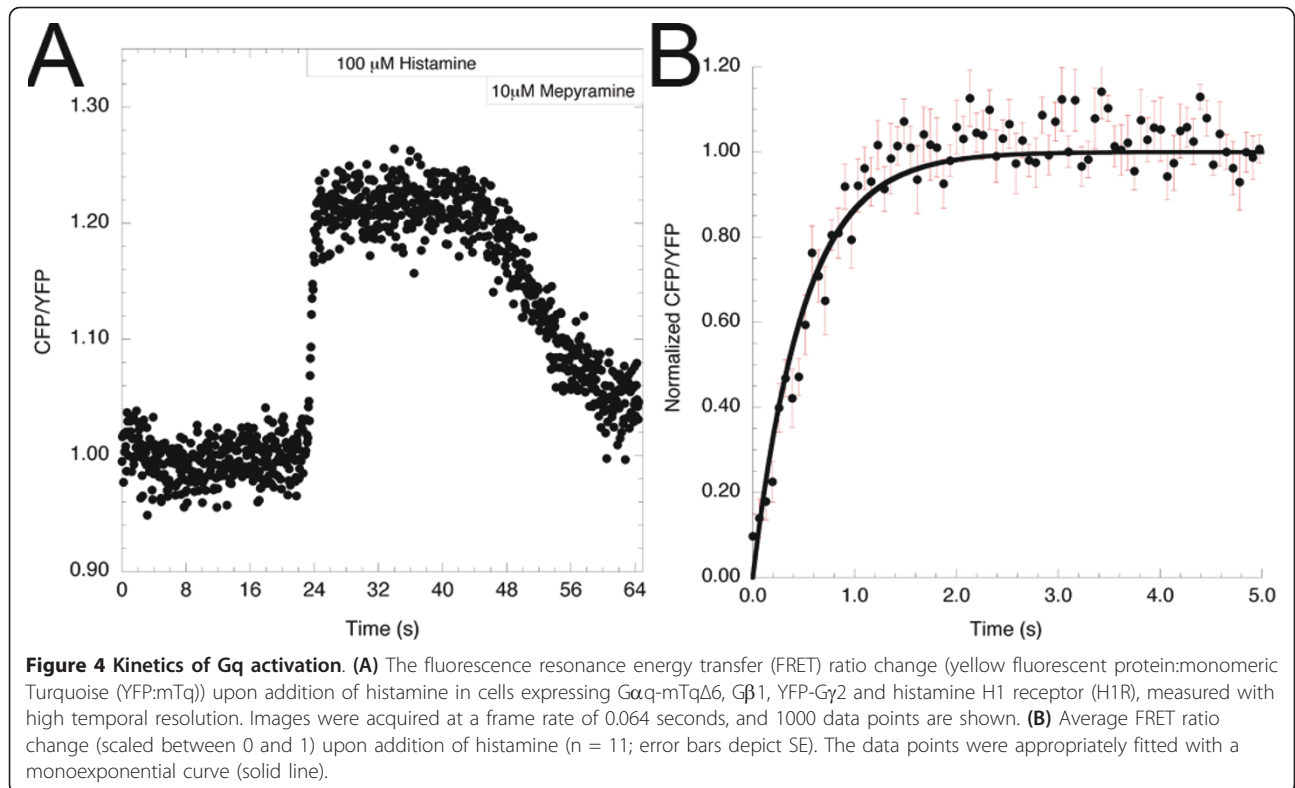 A
100 μM Histamine
10μM Mepyramine
1.30
1.20
1.10
1.00
0.90
CFP/YFP
0 8 16 24 32 40 48 56 64
Time (s)
B
1.20
1.00
0.80
0.60
0.40
0.20
0.00
Normalized CFP/YFP
0.0 1.0 2.0 3.0 4.0 5.0
Time (s)
Figure 4 Kinetics of Gq activation. (A) The fluorescence resonance energy transfer (FRET) ratio change (yellow fluorescent protein:monomeric
Turquoise (YFP:mTq)) upon addition of histamine in cells expressing Gαq-mTqΔ6, Gβ1, YFP-Gγ2 and histamine H1 receptor (H1R), measured with
high temporal resolution. Images were acquired at a frame rate of 0.064 seconds, and 1000 data points are shown. (B) Average FRET ratio
change (scaled between 0 and 1) upon addition of histamine (n = 11; error bars depict SE). The data points were appropriately fitted with a
monoexponential curve (solid line).